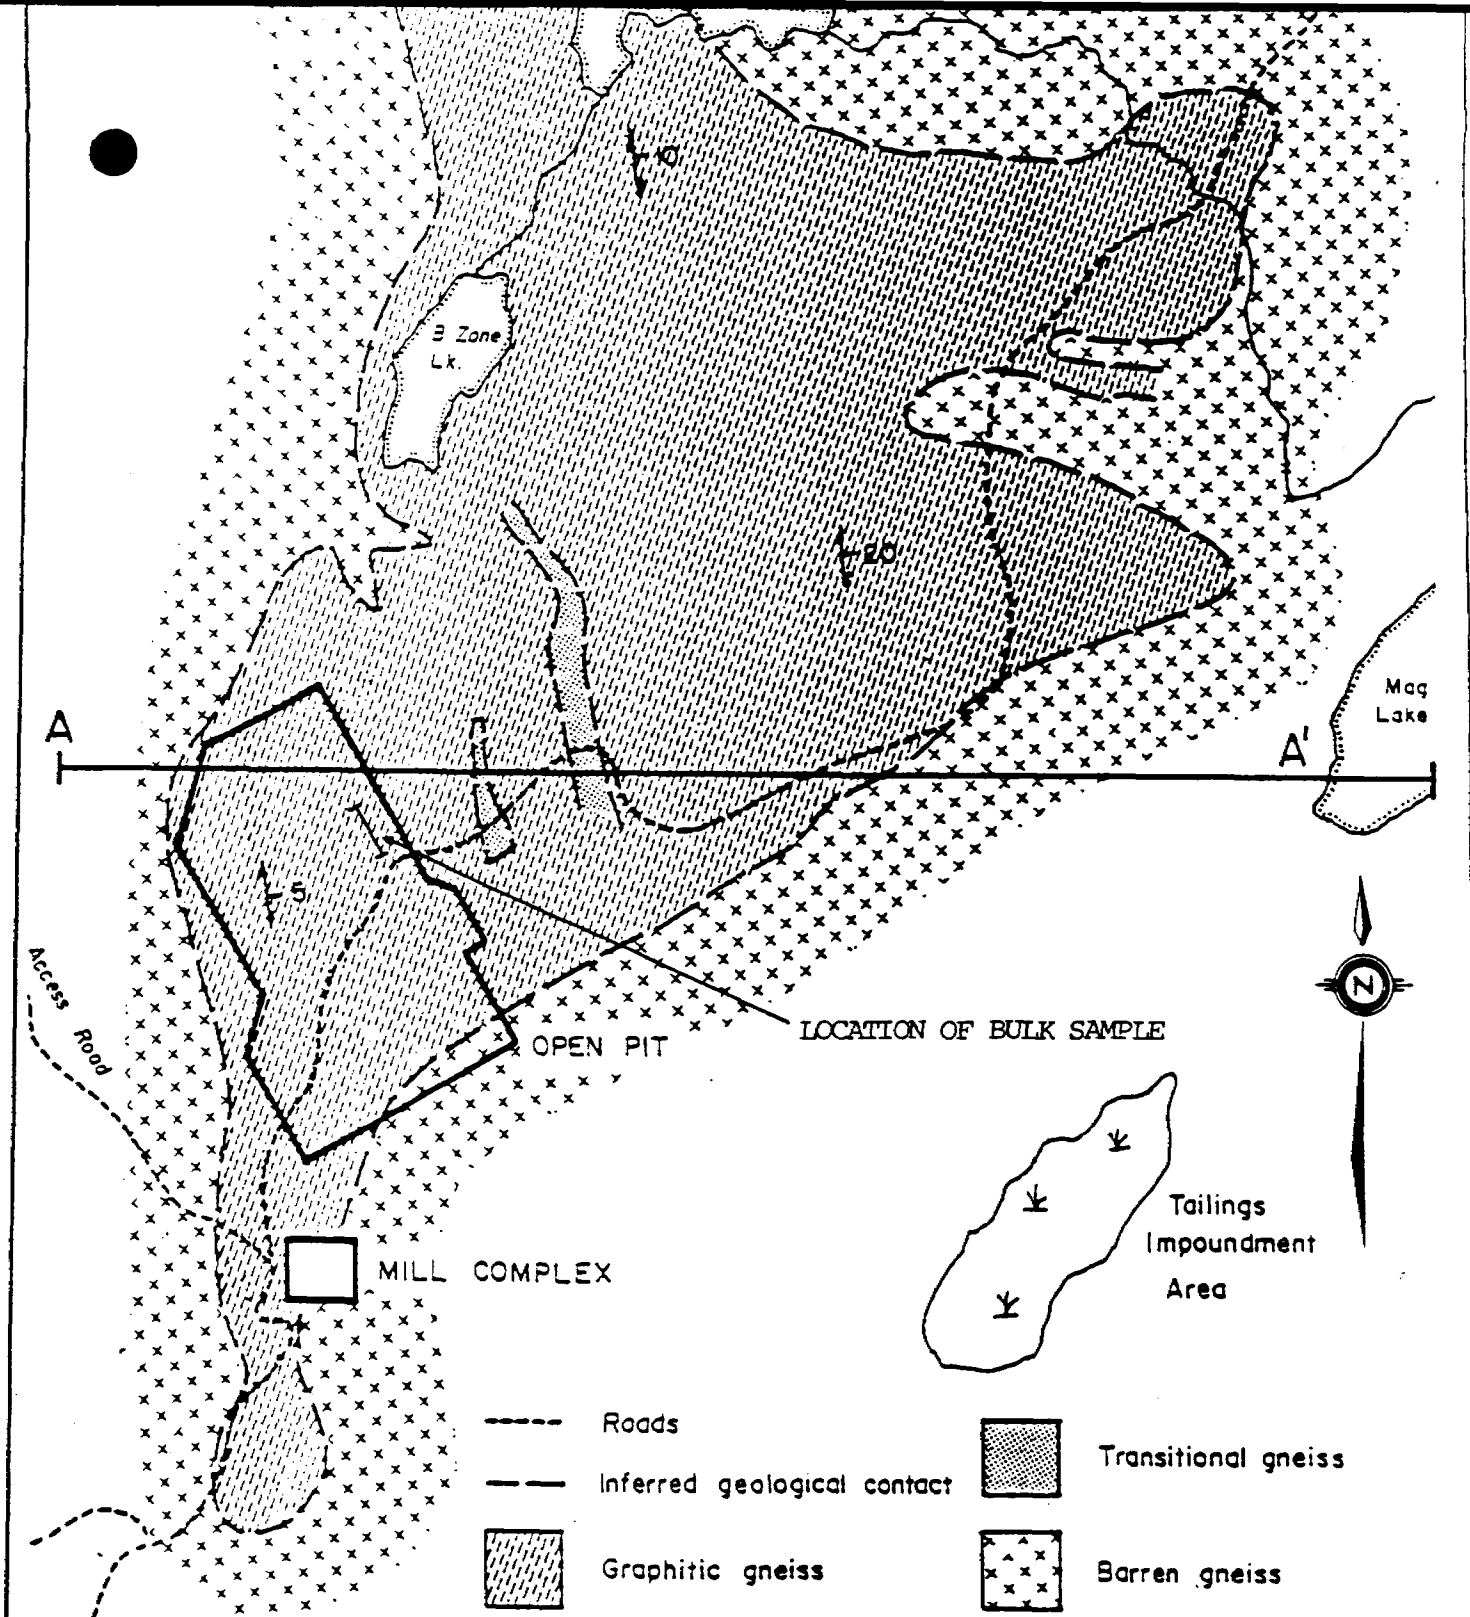 10
B Zone
Lk.
20
Mag
Lake
A
A'
5
Access Road
N
LOCATION OF BULK SAMPLE
OPEN PIT
Tailings
Impoundment
Area
MILL COMPLEX
Roads
Transitional gneiss
Inferred geological contact
Graphitic gneiss
Barren gneiss